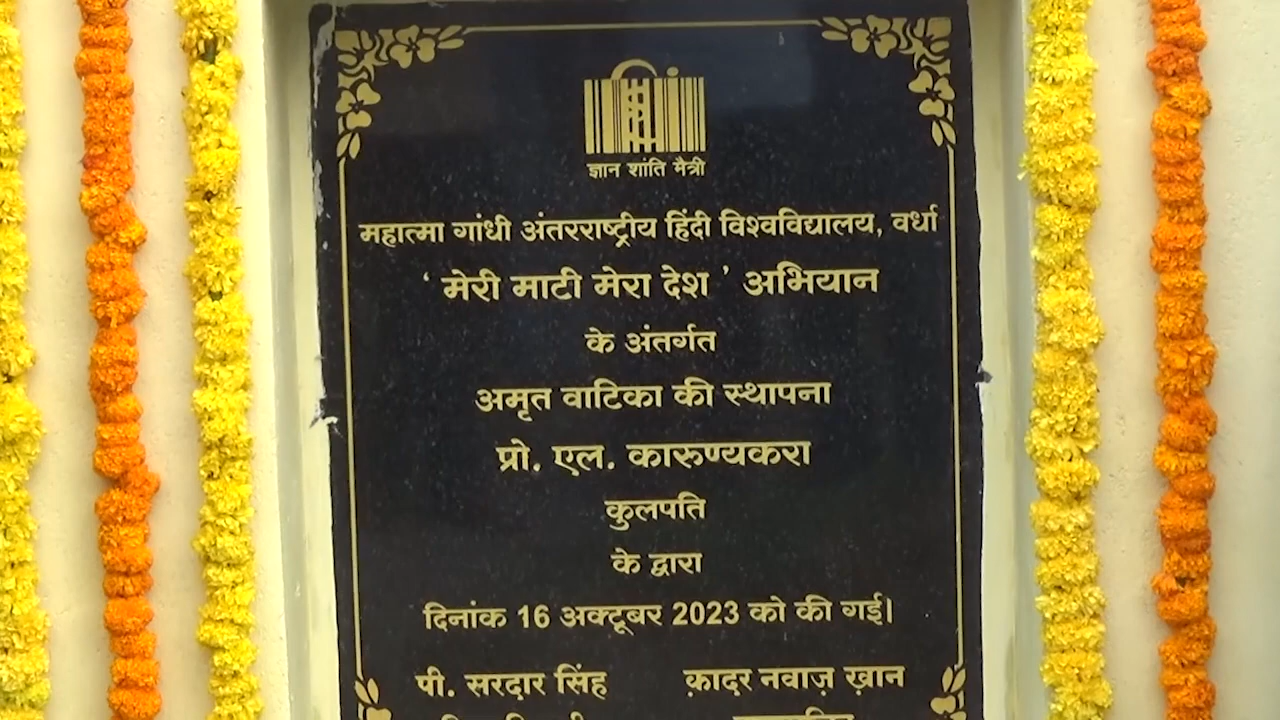 ज्ञान शांति मैत्री
महात्मा गांधी अंतरराष्ट्रीय हिंदी विश्वविद्यालय, वर्धा
‘ मेरी माटी मेरा देश ’ अभियान
के अंतर्गत
अमृत वाटिका की स्थापना
प्रो. एल. कारुण्यकरा
कुलपति
के द्वारा
दिनांक 16 अक्टूबर 2023 को की गई।
पी. सरदार सिंह क़ादर नवाज़ ख़ान